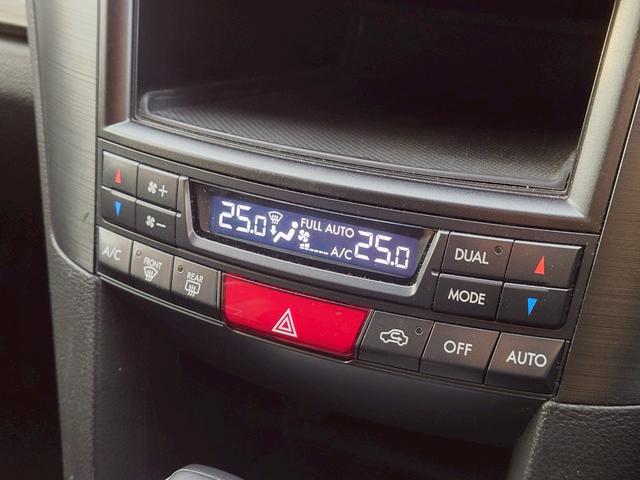 25.0 FULL AUTO A/C 25.0
A/C FRONT REAR
DUAL
MODE
OFF AUTO